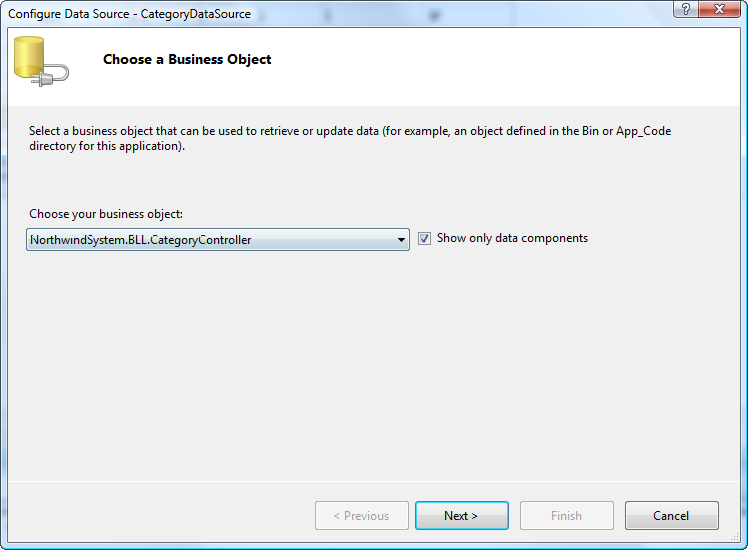 Configure Data Source - CategoryDataSource
?
Choose a Business Object
Select a business object that can be used to retrieve or update data (for example, an object defined in the Bin or App_Code
directory for this application).
Choose your business object:
NorthwindSystem.BLL.CategoryController
Show only data components
< Previous
Next >
Finish
Cancel